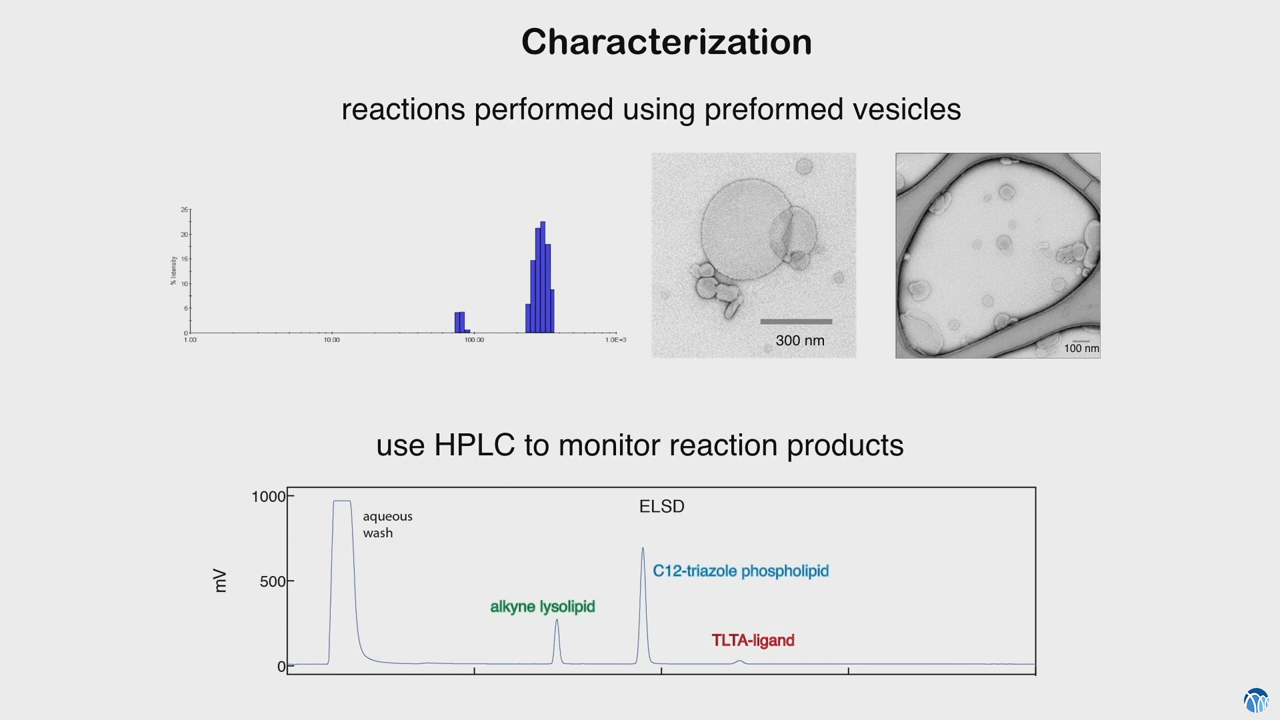 Characterization
reactions performed using preformed vesicles
25
20
15
10
5
0
% Intensity
1.00
10.00
100.00
1.0E+3
300 nm
100 nm
use HPLC to monitor reaction products
1000
500
0
mV
ELSD
aqueous
wash
C12-triazole phospholipid
alkyne lysolipid
TLTA-ligand